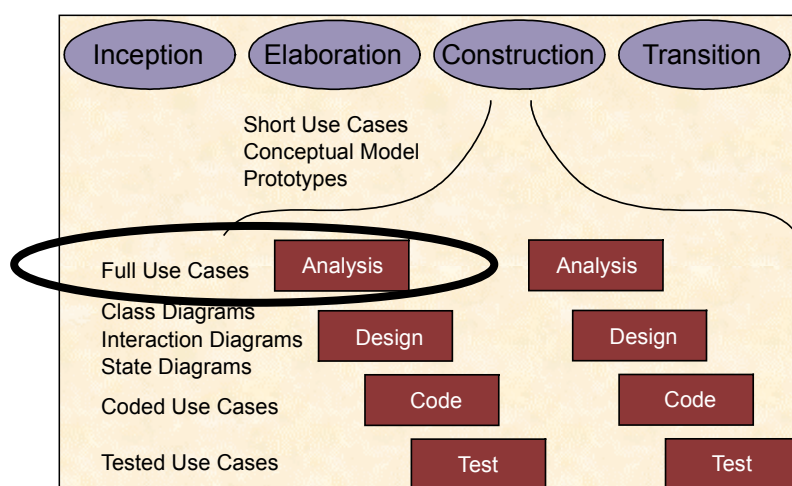 Inception Elaboration Construction Transition
Short Use Cases
Conceptual Model
Prototypes
Full Use Cases Analysis Analysis
Class Diagrams
Interaction Diagrams Design Design
State Diagrams
Coded Use Cases Code Code
Tested Use Cases Test Test